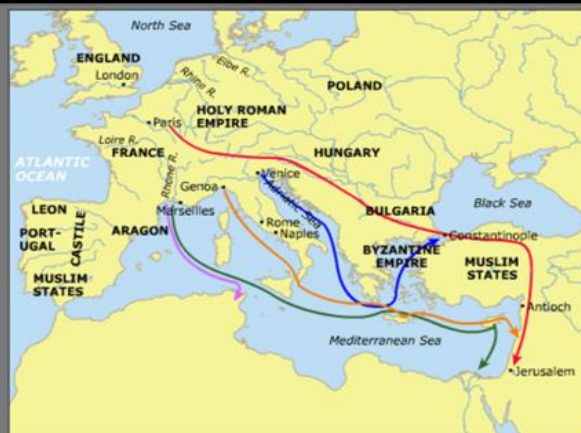 North Sea
ENGLAND
London
Elbe R.
Rhine R.
POLAND
HOLY ROMAN
EMPIRE
Paris
Loire R.
FRANCE
HUNGARY
ATLANTIC
OCEAN
Rhone R.
Venice
Genoa
Adriatic Sea
Black Sea
Marseilles
LEON
CASTILE
PORT-
UGAL
ARAGON
Rome
Naples
BULGARIA
Constantinople
BYZANTINE
EMPIRE
MUSLIM
STATES
MUSLIM
STATES
Antioch
Mediterranean Sea
Jerusalem